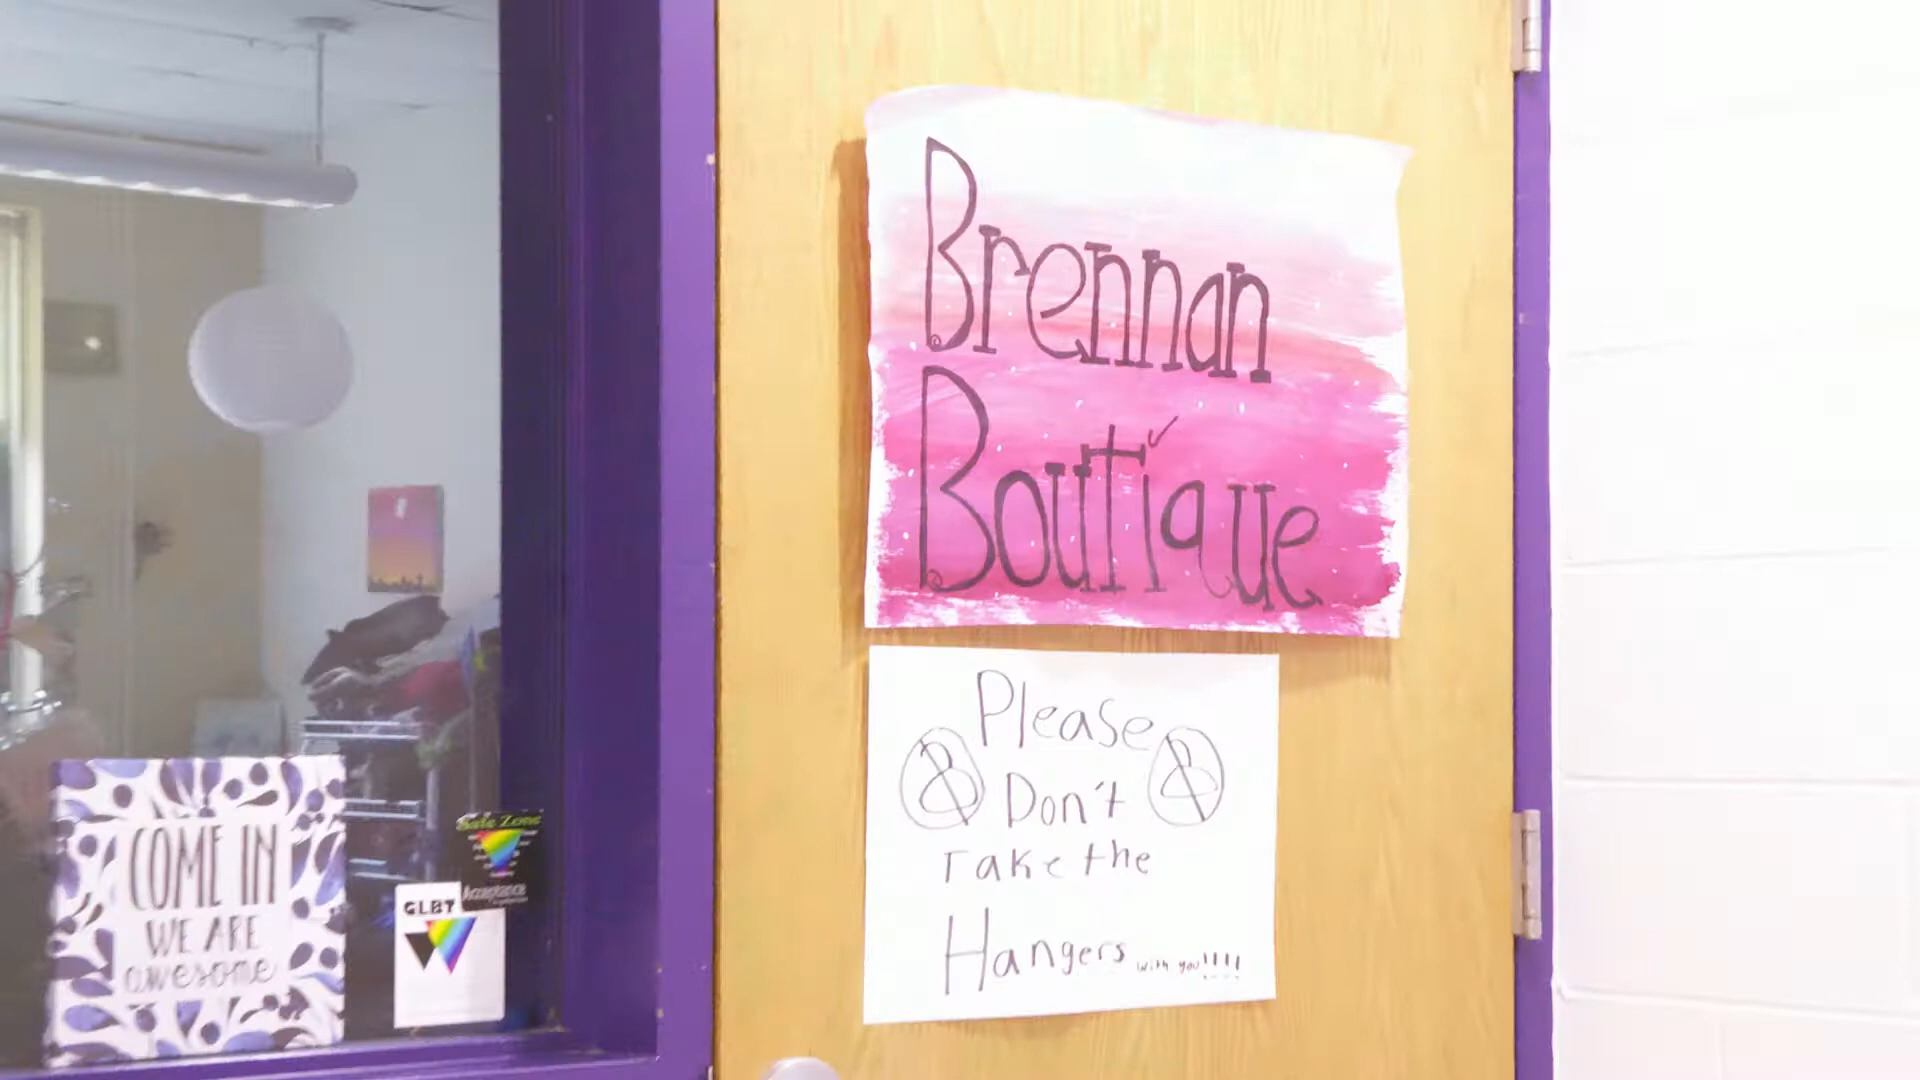 Brennan
Boutique
Please
Don't
Take the
Hangers with you!!!!
COME IN
WE ARE
awesome
Safe Zone
Acceptance
GLBT